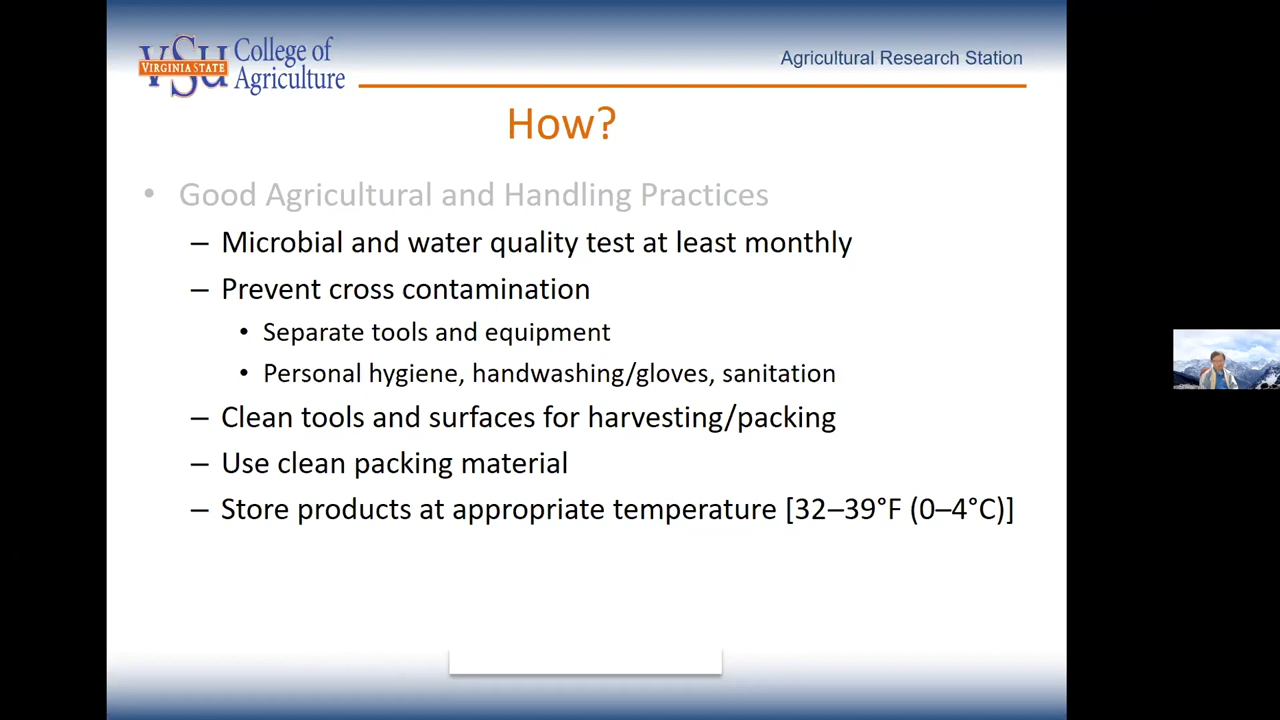 VSU
VIRGINIA STATE
College of
Agriculture
Agricultural Research Station
How?
• Good Agricultural and Handling Practices
– Microbial and water quality test at least monthly
– Prevent cross contamination
• Separate tools and equipment
• Personal hygiene, handwashing/gloves, sanitation
– Clean tools and surfaces for harvesting/packing
– Use clean packing material
– Store products at appropriate temperature [32–39°F (0–4°C)]